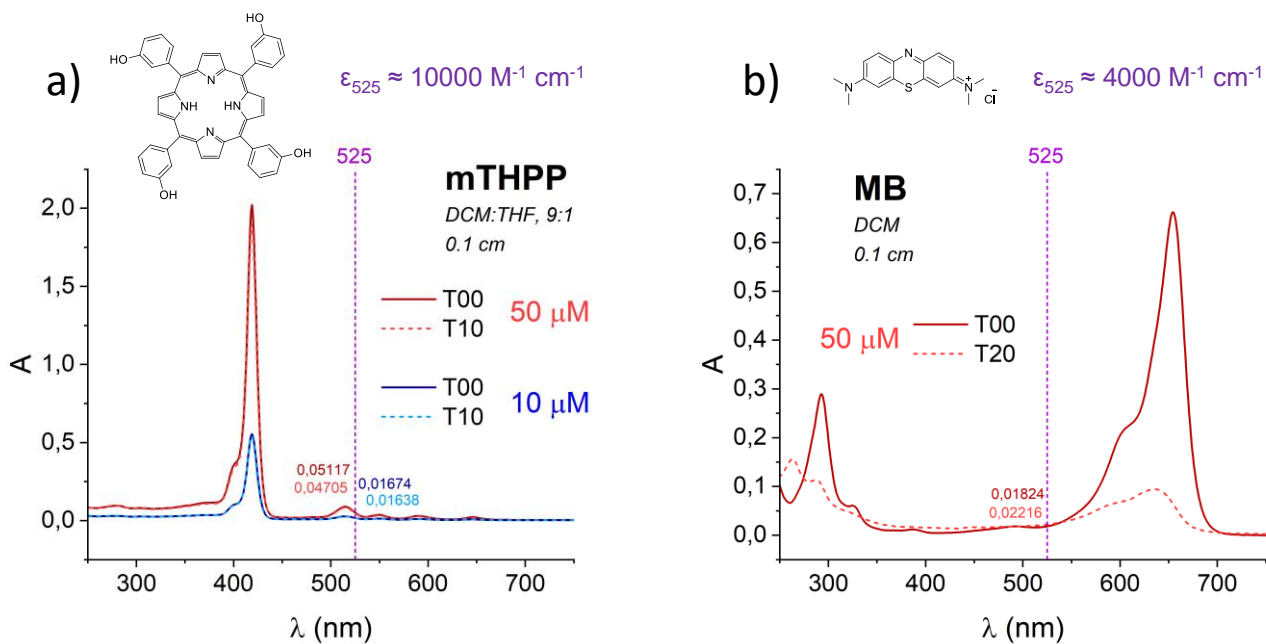 a)
HO
OH
N
NH
HN
N
HO
OH
ε₅₂₅ ≈ 10000 M⁻¹ cm⁻¹
525
mTHPP
DCM:THF, 9:1
0.1 cm
T00
T10
50 μM
T00
T10
10 μM
0,05117
0,04705
0,01674
0,01638
A
2,0
1,5
1,0
0,5
0,0
300
400
500
600
700
λ (nm)
b)
N
N
S
N⁺
Cl⁻
ε₅₂₅ ≈ 4000 M⁻¹ cm⁻¹
525
MB
DCM
0.1 cm
50 μM
T00
T20
0,01824
0,02216
A
0,7
0,6
0,5
0,4
0,3
0,2
0,1
0,0
300
400
500
600
700
λ (nm)